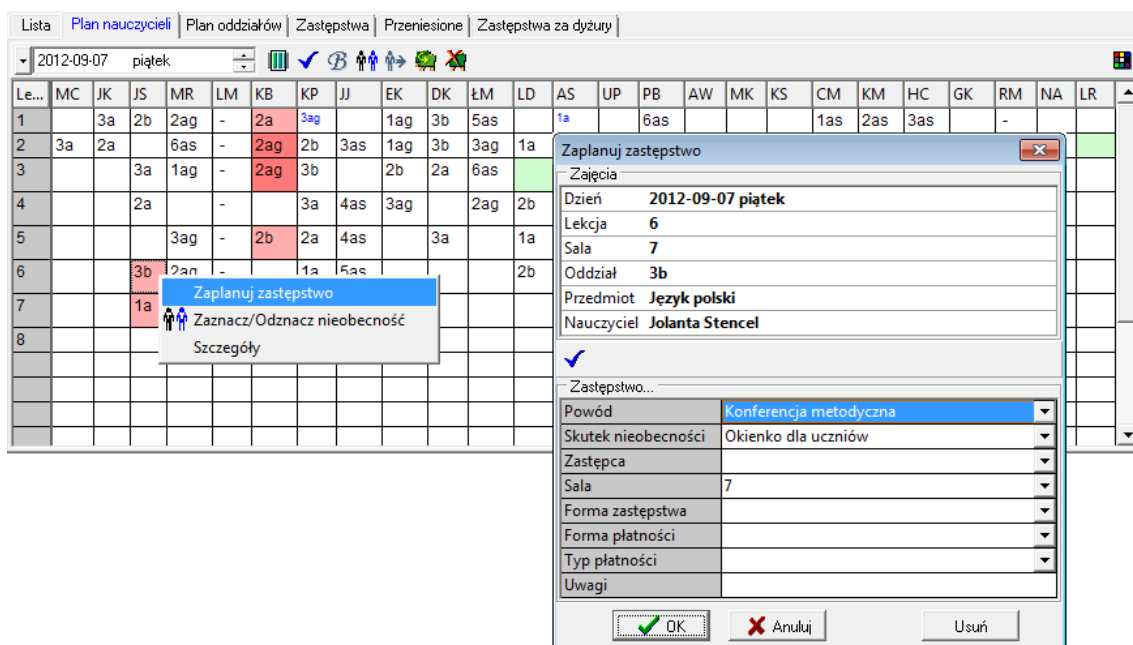 Lista Plan nauczycieli Plan oddziałów Zastępstwa Przeniesione Zastępstwa za dyżury
2012-09-07 piątek B
Le... MC JK JS MR LM KB KP JJ EK DK ŁM LD AS UP PB AW MK KS CM KM HC GK RM NA LR
1 3a 2b 2ag - 2a 3ag 1ag 3b 5as 1a 6as 1as 2as 3as -
2 3a 2a 6as - 2ag 2b 3as 1ag 3b 3ag 1a
3 3a 1ag - 2ag 3b 2b 2a 6as
4 2a - 3a 4as 3ag 2ag 2b
5 3ag - 2b 2a 4as 3a 1a
6 3b 2ag - 1a 5as 2b
7 1a
8
Zaplanuj zastępstwo
Zaznacz/Odznacz nieobecność
Szczegóły
Zaplanuj zastępstwo
Zajęcia
Dzień 2012-09-07 piątek
Lekcja 6
Sala 7
Oddział 3b
Przedmiot Język polski
Nauczyciel Jolanta Stencel
Zastępstwo...
Powód Konferencja metodyczna
Skutek nieobecności Okienko dla uczniów
Zastępca
Sala 7
Forma zastępstwa
Forma płatności
Typ płatności
Uwagi
OK Anuluj Usuń